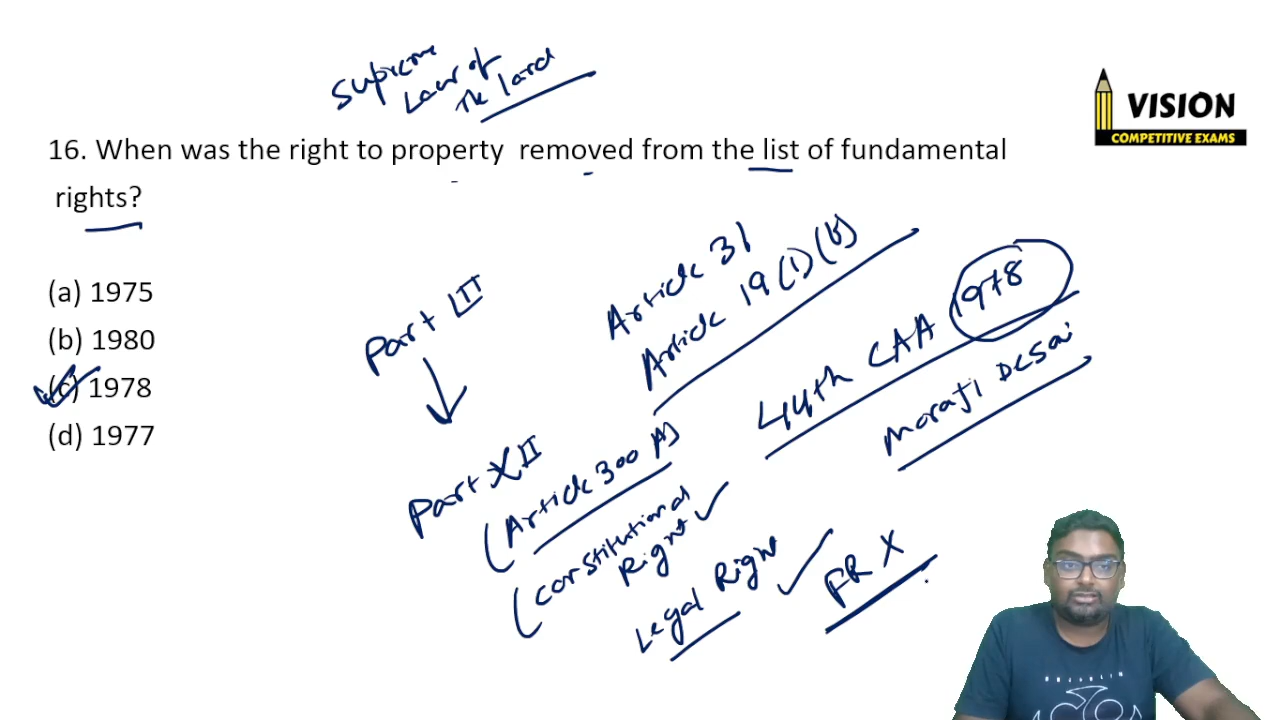 Supreme
Law of
The land
VISION
COMPETITIVE EXAMS
16. When was the right to property removed from the list of fundamental
rights?
(a) 1975
(b) 1980
(c) 1978
(d) 1977
Article 31
Article 19 (1) (b)
Part III
44th CAA 1978
Moraji Desai
Part XII
(Article 300 A)
(constitutional
Right
Legal Right
FR X